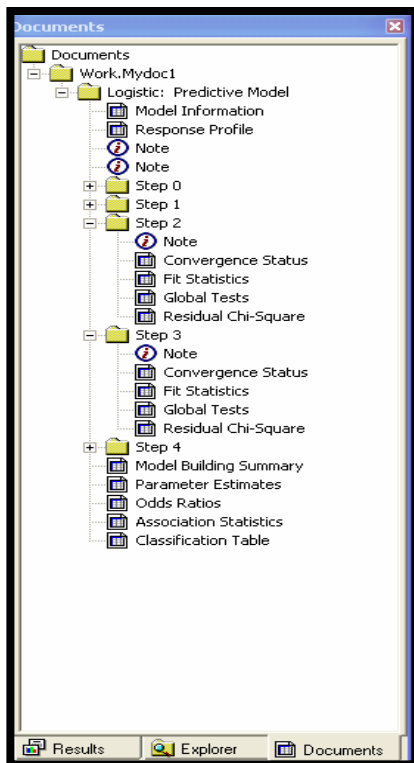 Documents
Documents
Work.Mydoc1
Logistic: Predictive Model
Model Information
Response Profile
Note
Note
Step 0
Step 1
Step 2
Note
Convergence Status
Fit Statistics
Global Tests
Residual Chi-Square
Step 3
Note
Convergence Status
Fit Statistics
Global Tests
Residual Chi-Square
Step 4
Model Building Summary
Parameter Estimates
Odds Ratios
Association Statistics
Classification Table
Results Explorer Documents